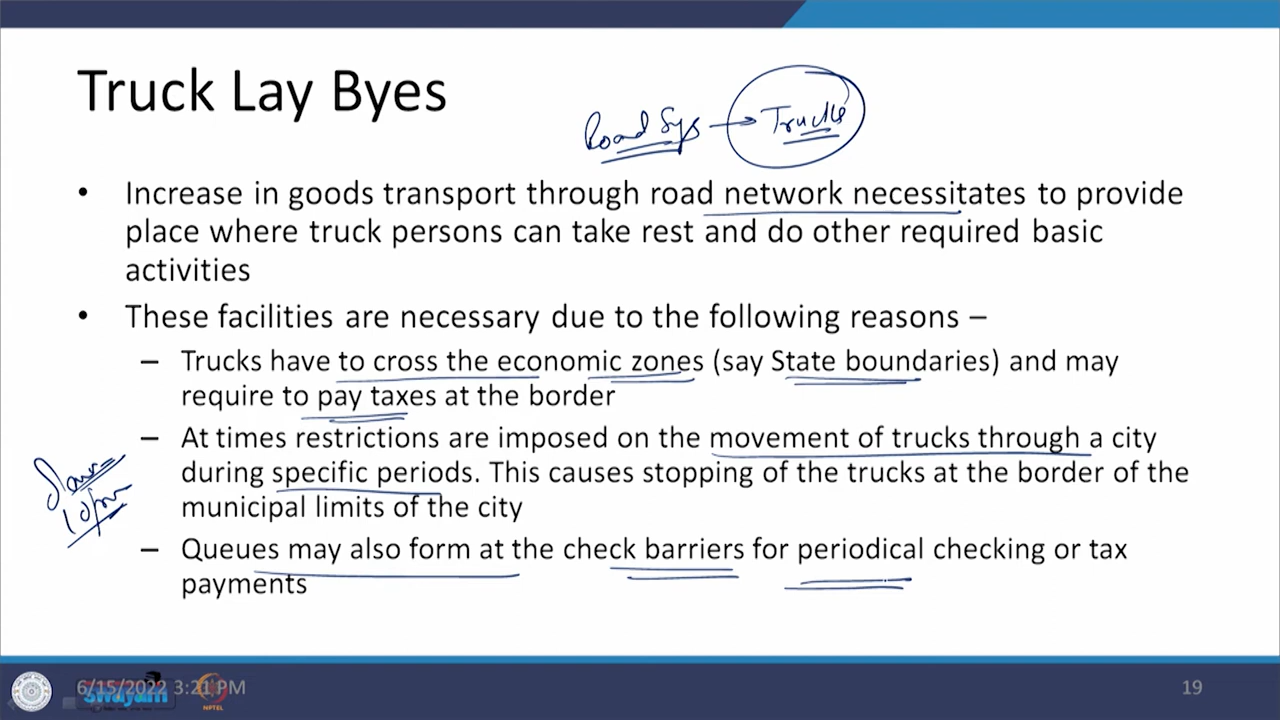 Truck Lay Byes
Road Sys → Trucks
• Increase in goods transport through road network necessitates to provide
place where truck persons can take rest and do other required basic
activities
• These facilities are necessary due to the following reasons –
– Trucks have to cross the economic zones (say State boundaries) and may
require to pay taxes at the border
– At times restrictions are imposed on the movement of trucks through a city
during specific periods. This causes stopping of the trucks at the border of the
municipal limits of the city
10pm
– Queues may also form at the check barriers for periodical checking or tax
payments
6/15/2022 3:21 PM
swayam
NPTEL
19